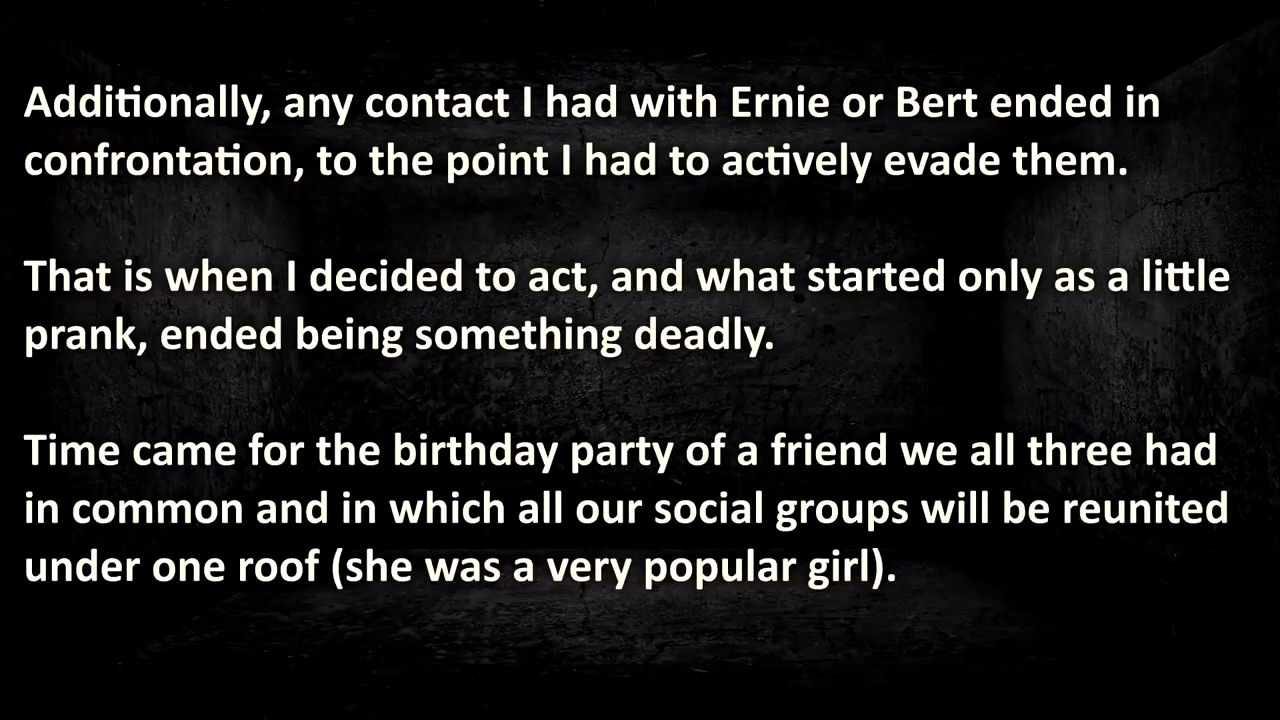 Additionally, any contact I had with Ernie or Bert ended in
confrontation, to the point I had to actively evade them.
That is when I decided to act, and what started only as a little
prank, ended being something deadly.
Time came for the birthday party of a friend we all three had
in common and in which all our social groups will be reunited
under one roof (she was a very popular girl).